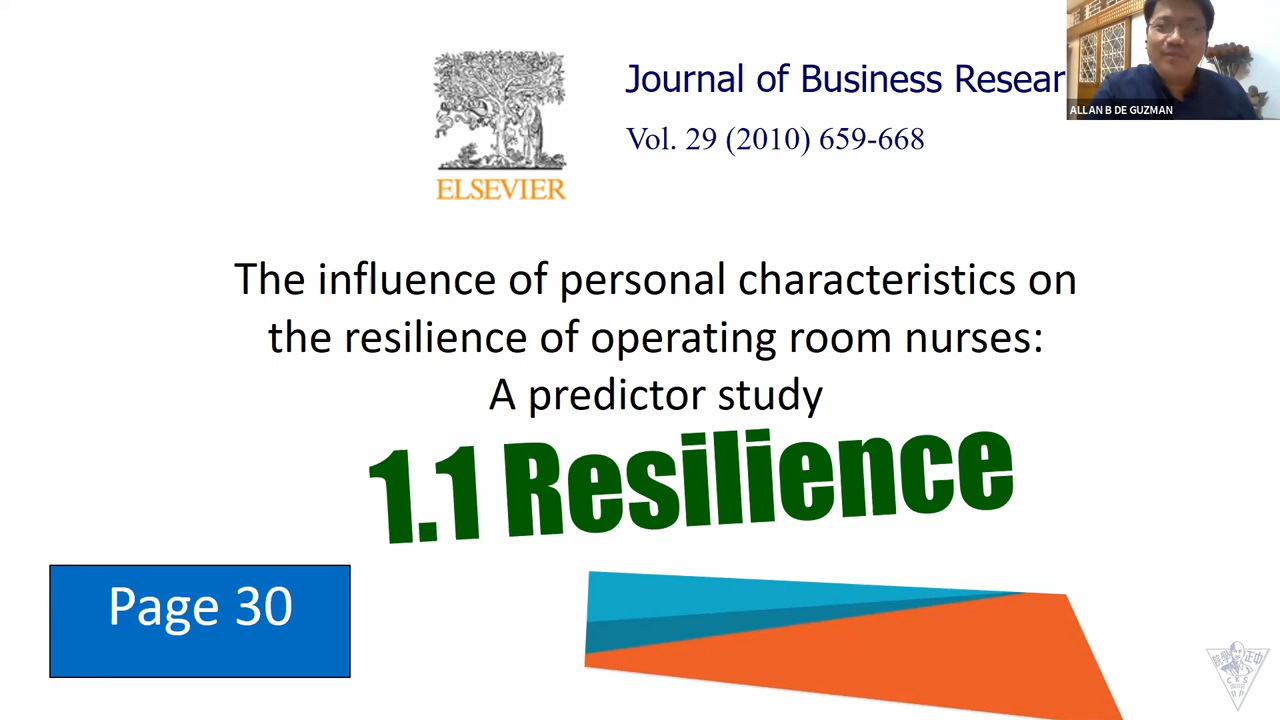 Journal of Business Resear
ALLAN B DE GUZMAN
Vol. 29 (2010) 659-668
ELSEVIER
The influence of personal characteristics on
the resilience of operating room nurses:
A predictor study
1.1 Resilience
Page 30
C K S
R P